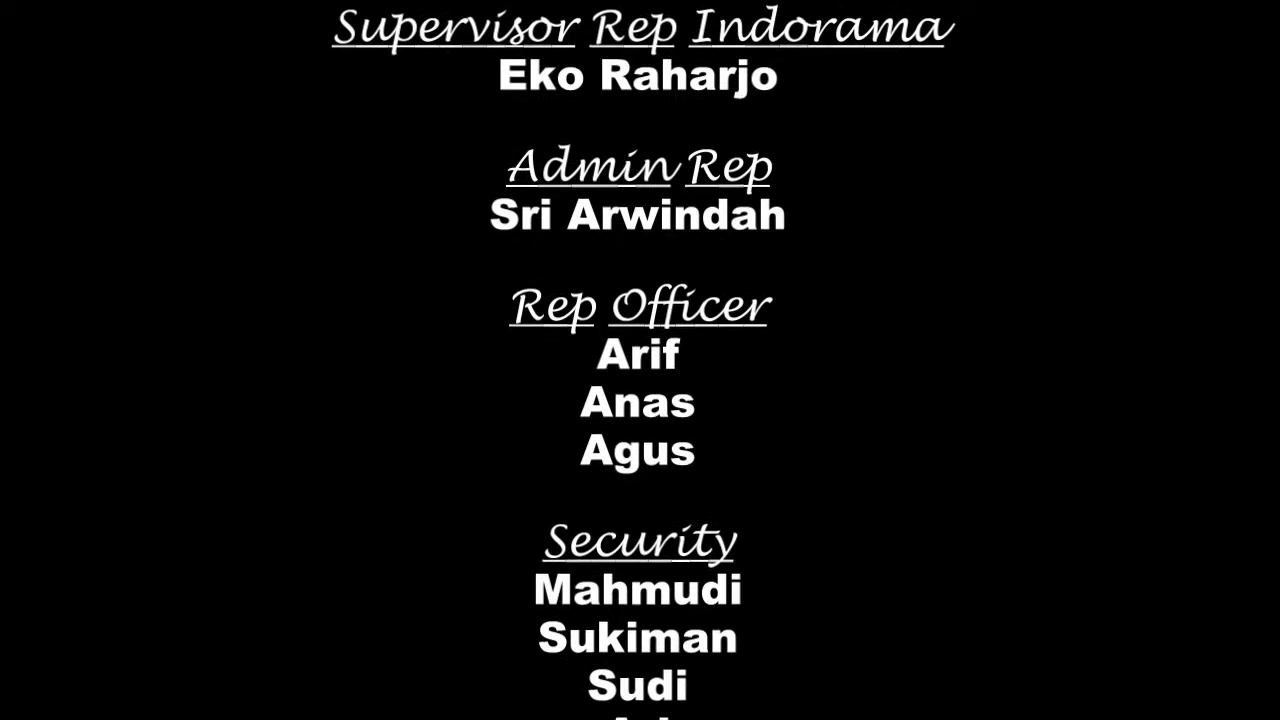 Supervisor Rep Indorama
Eko Raharjo
Admin Rep
Sri Arwindah
Rep Officer
Arif
Anas
Agus
Security
Mahmudi
Sukiman
Sudi